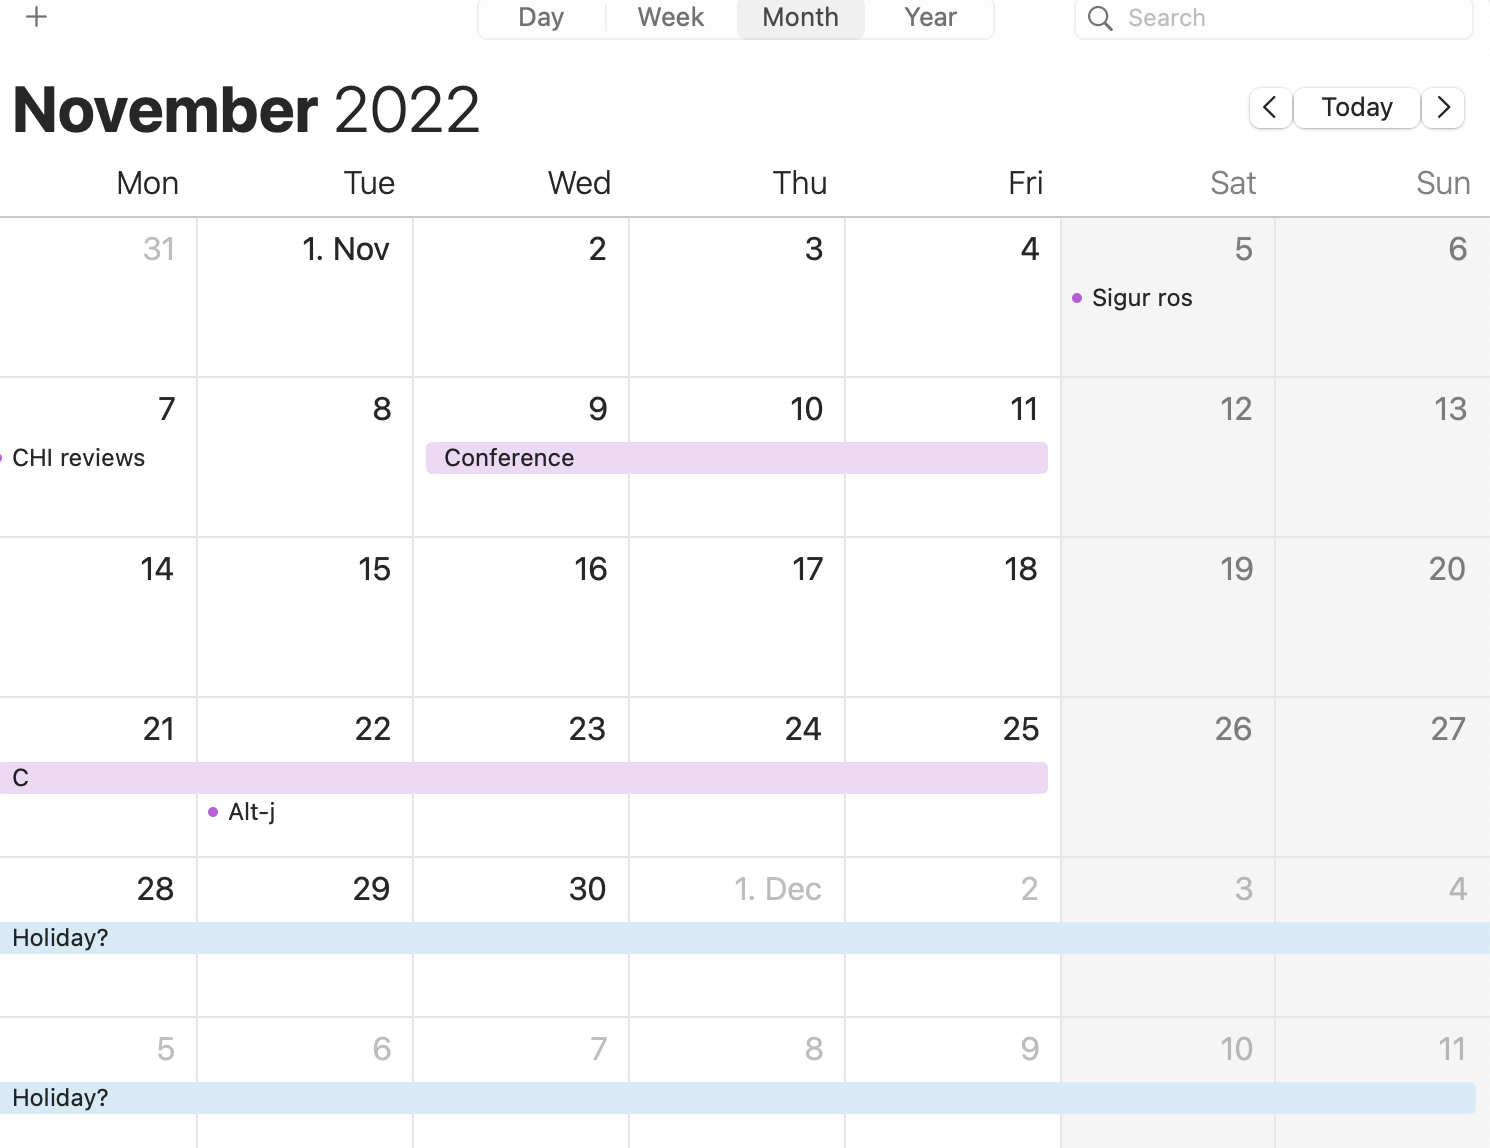 + Day Week Month Year Search
November 2022
< Today >
Mon Tue Wed Thu Fri Sat Sun
31 1. Nov 2 3 4 5 6
Sigur ros
7 8 9 10 11 12 13
CHI reviews Conference
14 15 16 17 18 19 20
21 22 23 24 25 26 27
C
Alt-j
28 29 30 1. Dec 2 3 4
Holiday?
5 6 7 8 9 10 11
Holiday?